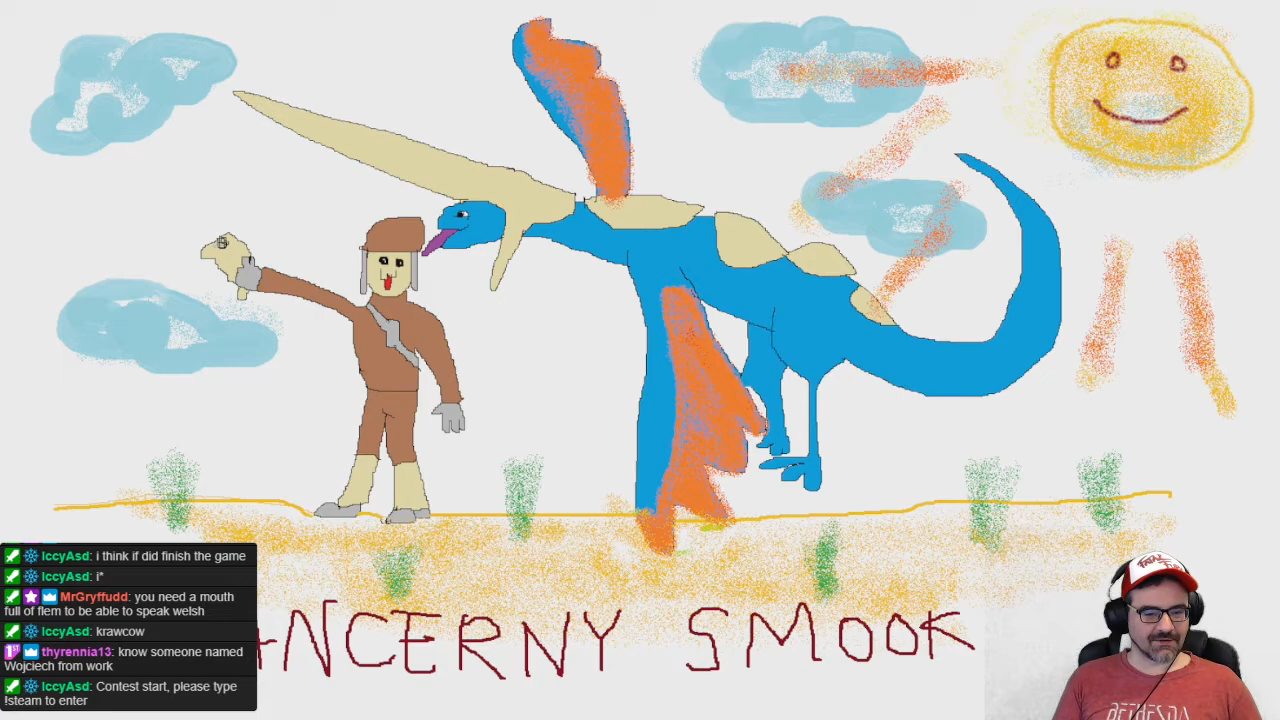 IccyAsd: i think if did finish the game
IccyAsd: i*
MrGryffudd: you need a mouth
full of flem to be able to speak welsh
IccyAsd: krawcow
1ST thyrennia13: know someone named
Wojciech from work
IccyAsd: Contest start, please type
!steam to enter
ANCERNY SMOOK
BETHESDA